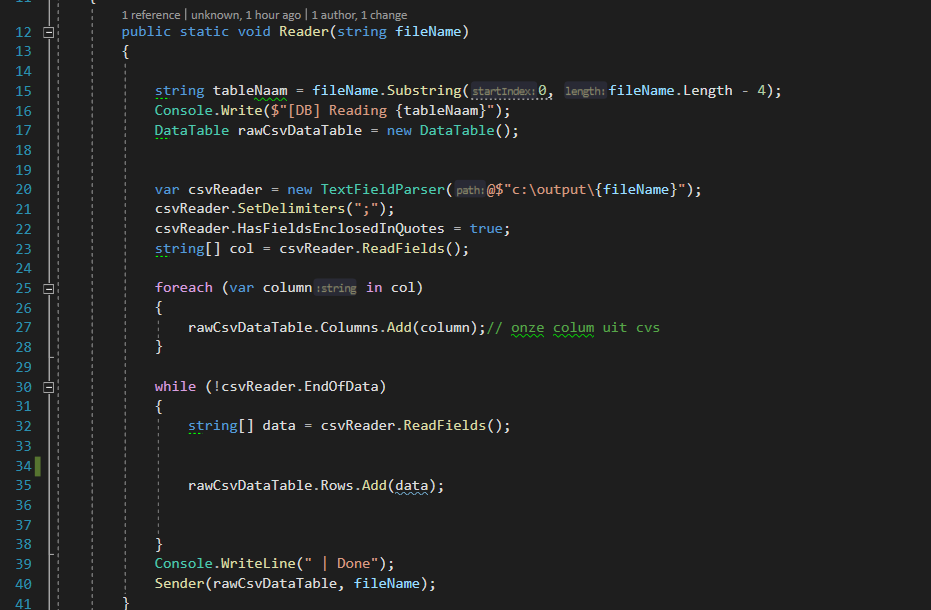 11 {
1 reference | unknown, 1 hour ago | 1 author, 1 change
12 public static void Reader(string fileName)
13 {
14
15 string tableNaam = fileName.Substring(startIndex:0, length:fileName.Length - 4);
16 Console.Write($"[DB] Reading {tableNaam}");
17 DataTable rawCsvDataTable = new DataTable();
18
19
20 var csvReader = new TextFieldParser(path:@$"c:\output\{fileName}");
21 csvReader.SetDelimiters(";");
22 csvReader.HasFieldsEnclosedInQuotes = true;
23 string[] col = csvReader.ReadFields();
24
25 foreach (var column:string in col)
26 {
27 rawCsvDataTable.Columns.Add(column);// onze colum uit cvs
28 }
29
30 while (!csvReader.EndOfData)
31 {
32 string[] data = csvReader.ReadFields();
33
34
35 rawCsvDataTable.Rows.Add(data);
36
37
38 }
39 Console.WriteLine(" | Done");
40 Sender(rawCsvDataTable, fileName);
41 }